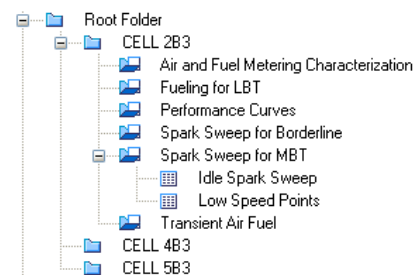 Root Folder
CELL 2B3
Air and Fuel Metering Characterization
Fueling for LBT
Performance Curves
Spark Sweep for Borderline
Spark Sweep for MBT
Idle Spark Sweep
Low Speed Points
Transient Air Fuel
CELL 4B3
CELL 5B3